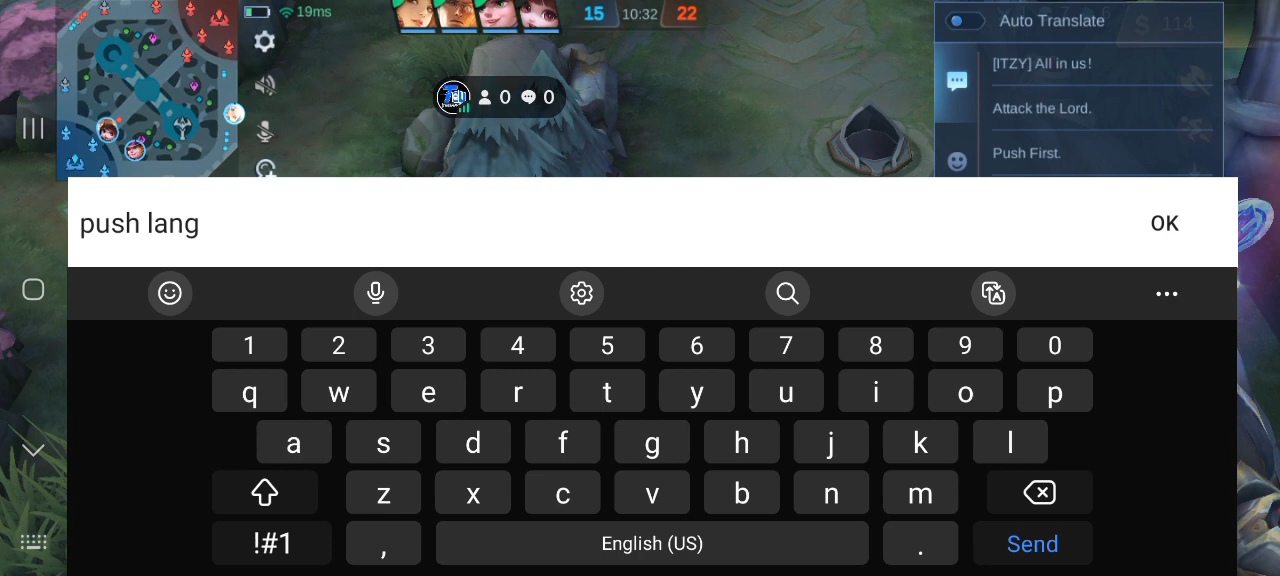 19ms
15 10:32 22
114
Auto Translate
[ITZY] All in us!
Attack the Lord.
Push First.
0 0
push lang
OK
1 2 3 4 5 6 7 8 9 0
q w e r t y u i o p
a s d f g h j k l
z x c v b n m
!#1 , English (US) . Send